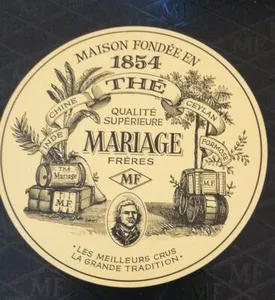 MAISON FONDÉE EN
1854
THÉ
CHINE
CEYLAN
INDE
FORMOSE
QUALITÉ
SUPÉRIEURE
MARIAGE
FRÈRES
MF
Thé
Mariage
M.F
M.F
•LES MEILLEURS CRUS
LA GRANDE TRADITION•